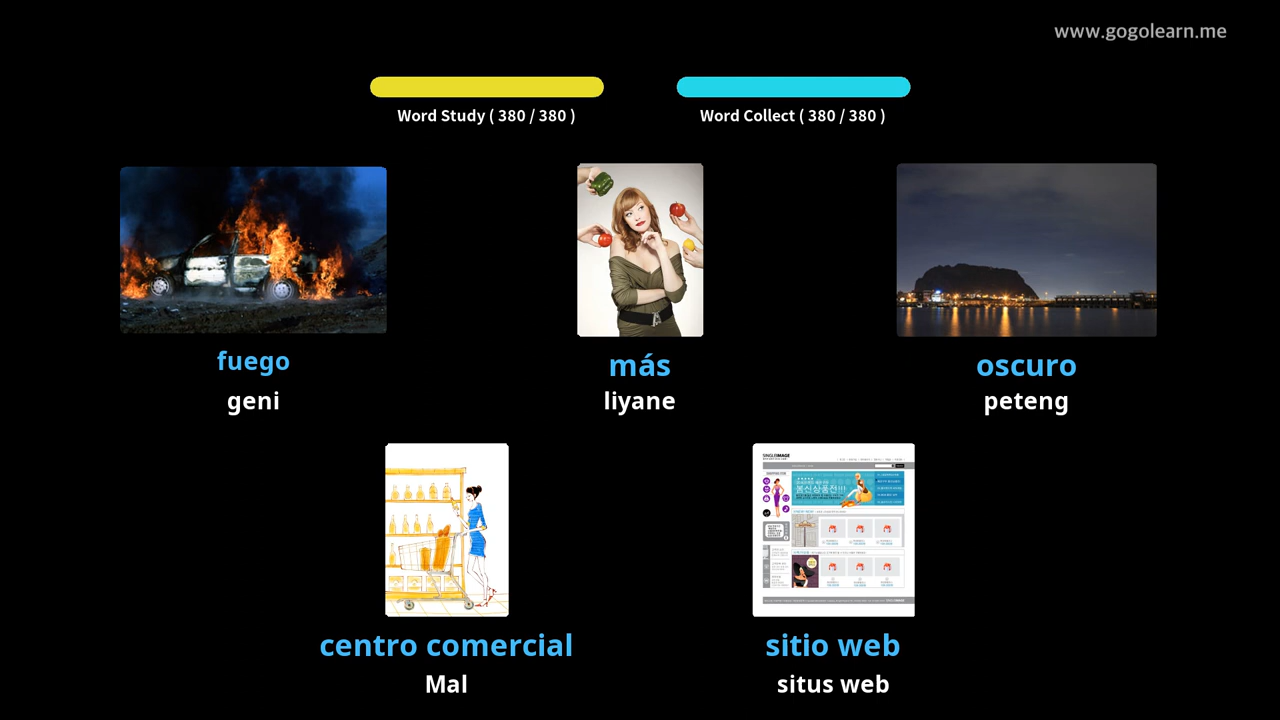 www.gogolearn.me
Word Study ( 380 / 380 )
Word Collect ( 380 / 380 )
fuego
geni
más
liyane
oscuro
peteng
centro comercial
Mal
sitio web
situs web